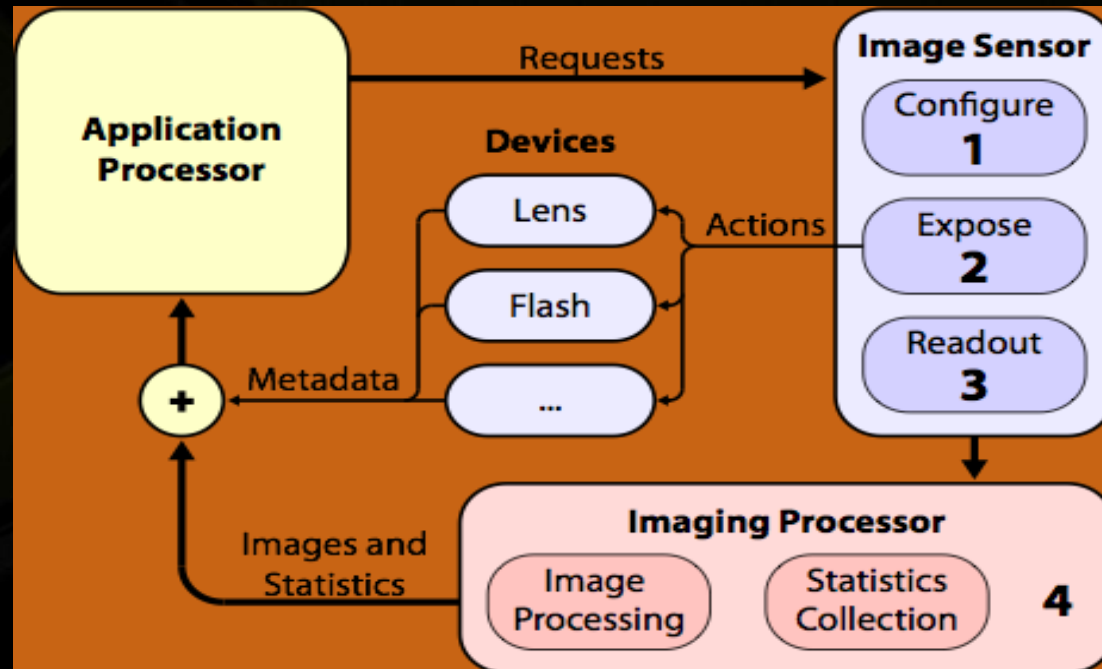 Application
Processor
Requests
Image Sensor
Configure
1
Expose
2
Readout
3
Devices
Lens
Flash
...
Actions
Metadata
+
Images and
Statistics
Imaging Processor
Image
Processing
Statistics
Collection
4